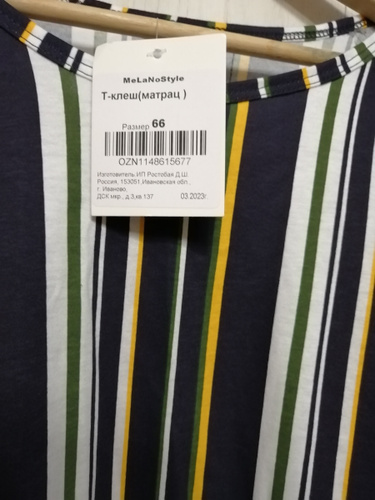 MeLaNoStyle
Т-клеш(матрац )
Размер 66
OZN1148615677
Изготовитель:ИП Ростобая Д.Ш.
Россия, 153051,Ивановская обл.,
г. Иваново,
ДСК мкр., д.3,кв.137 03.2023г.